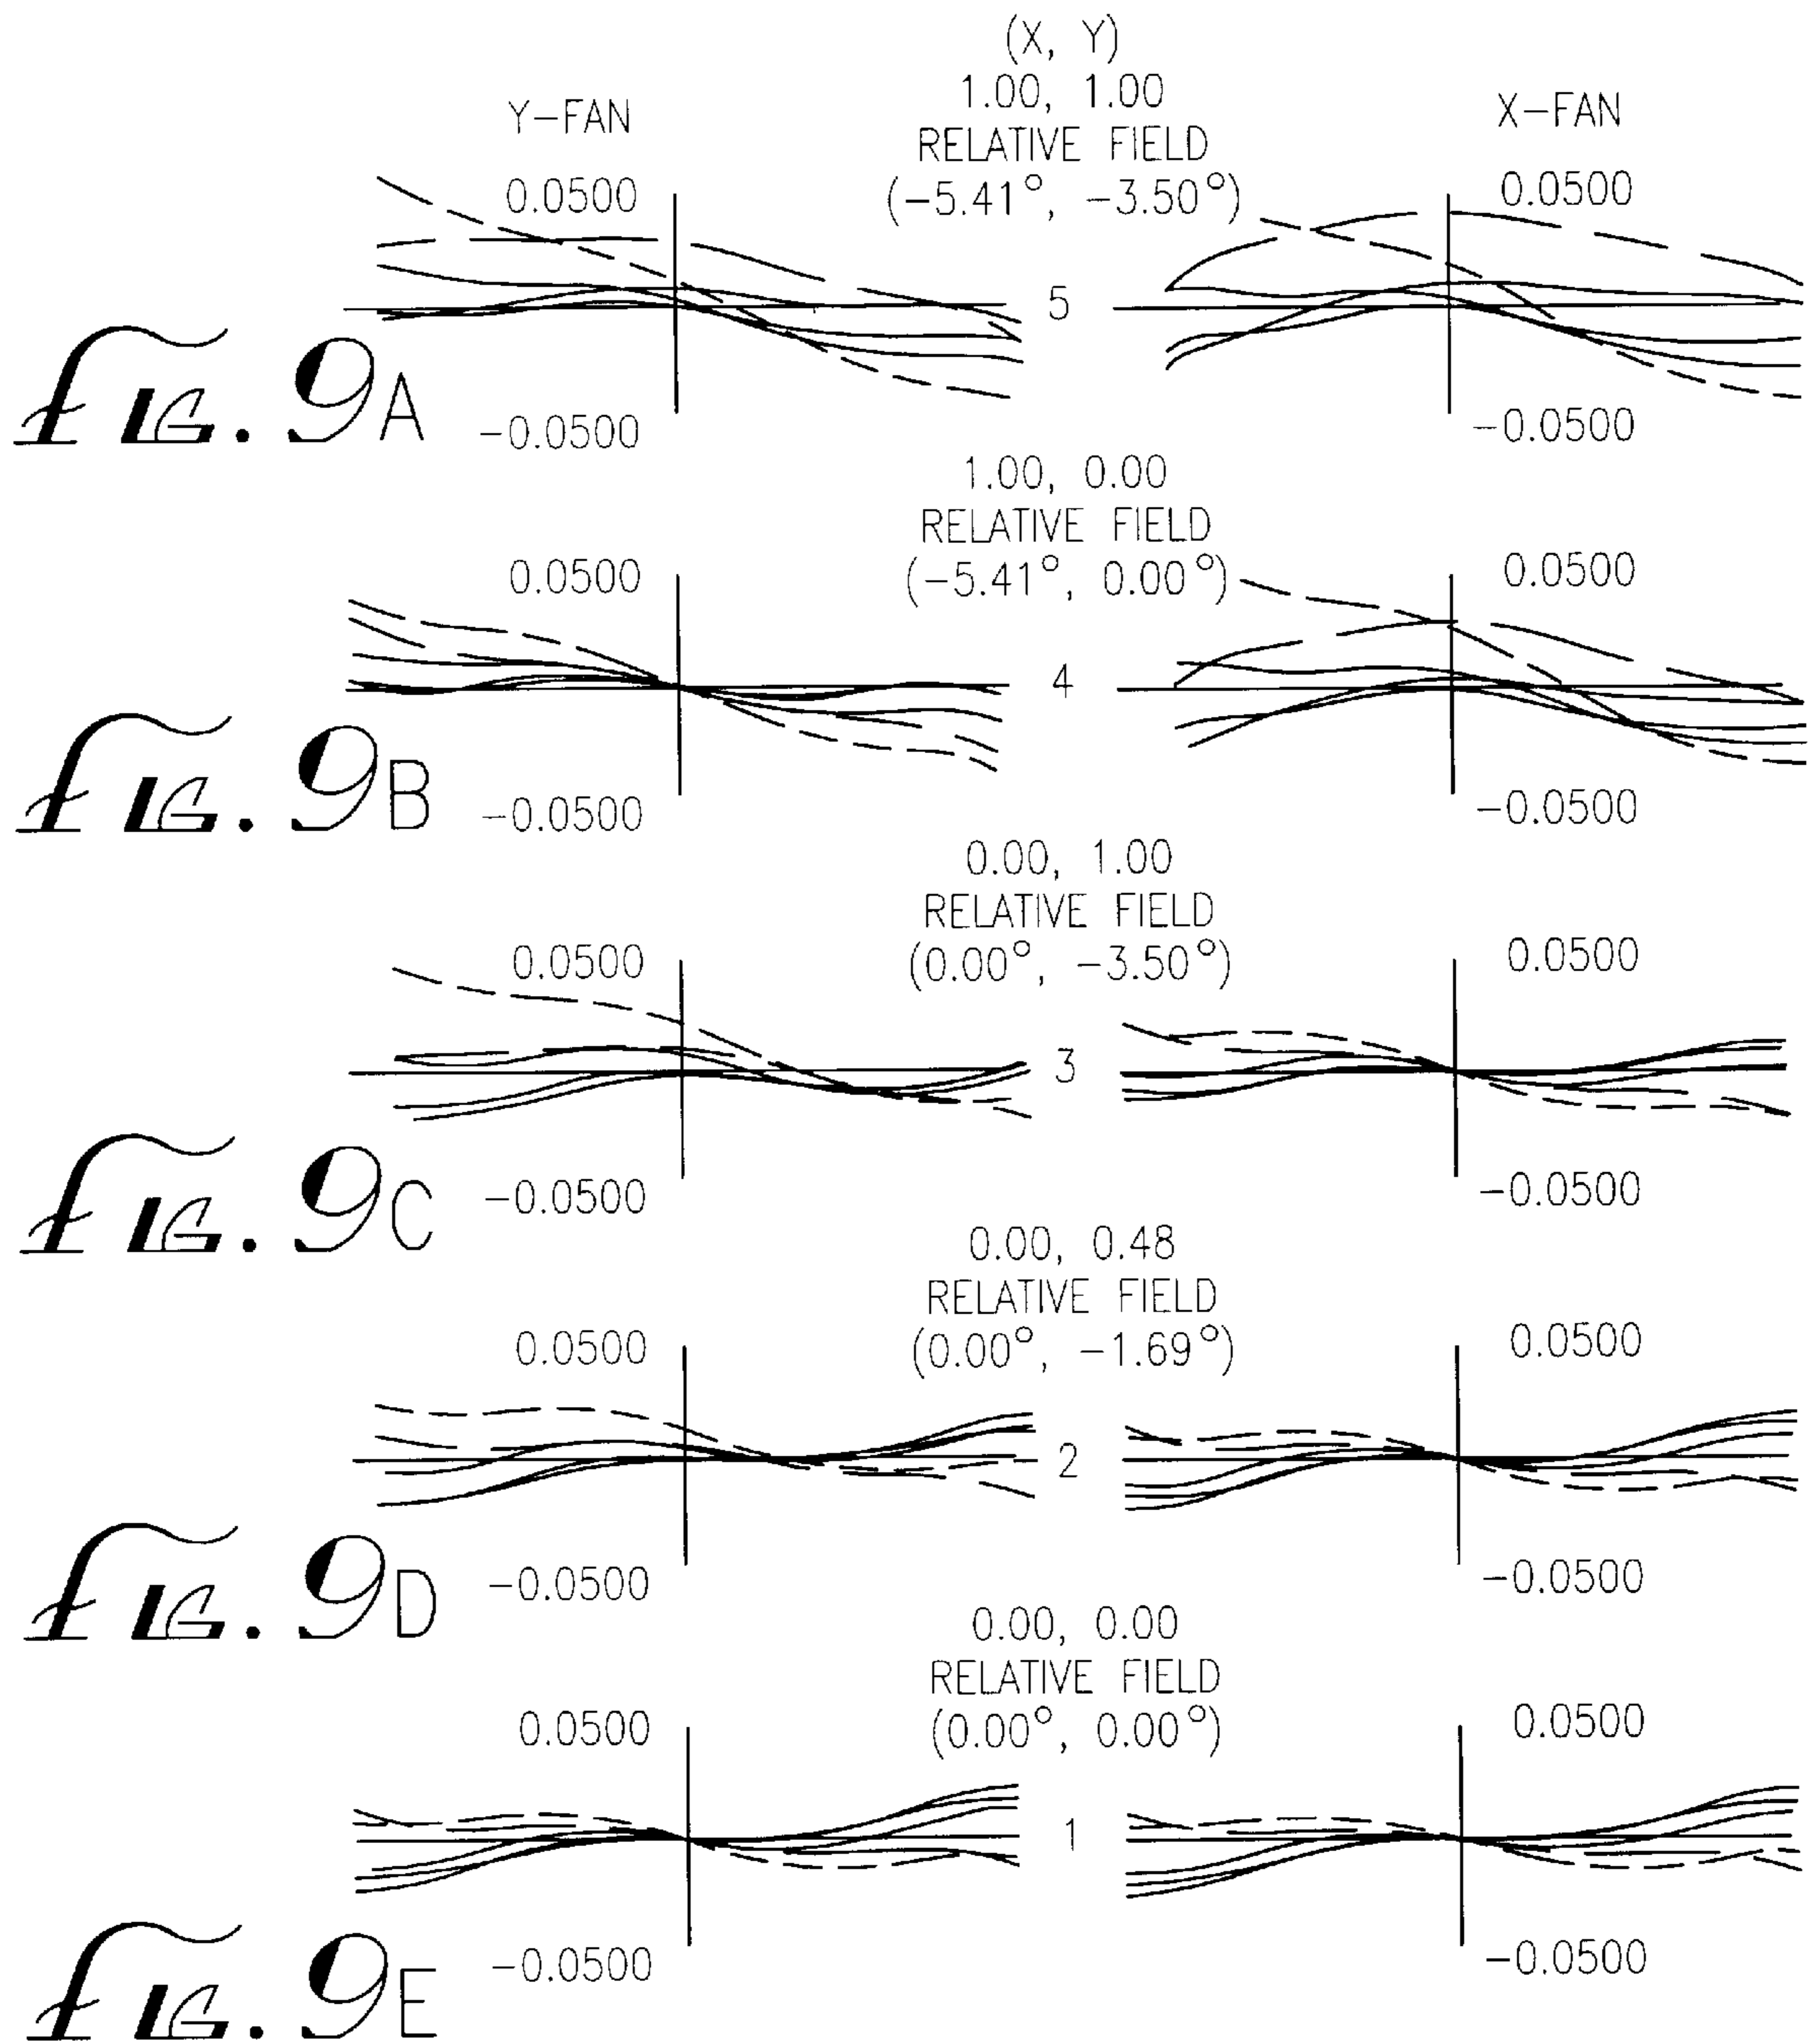 (X, Y)
1.00, 1.00
Y-FAN
X-FAN
RELATIVE FIELD
0.0500
(-5.41°, -3.50°)
0.0500
5
FIG. 9A
-0.0500
-0.0500
1.00, 0.00
RELATIVE FIELD
0.0500
(-5.41°, 0.00°)
0.0500
4
FIG. 9B
-0.0500
-0.0500
0.00, 1.00
RELATIVE FIELD
0.0500
(0.00°, -3.50°)
0.0500
3
FIG. 9C
-0.0500
-0.0500
0.00, 0.48
RELATIVE FIELD
0.0500
(0.00°, -1.69°)
0.0500
2
FIG. 9D
-0.0500
-0.0500
0.00, 0.00
RELATIVE FIELD
0.0500
(0.00°, 0.00°)
0.0500
1
FIG. 9E
-0.0500
-0.0500